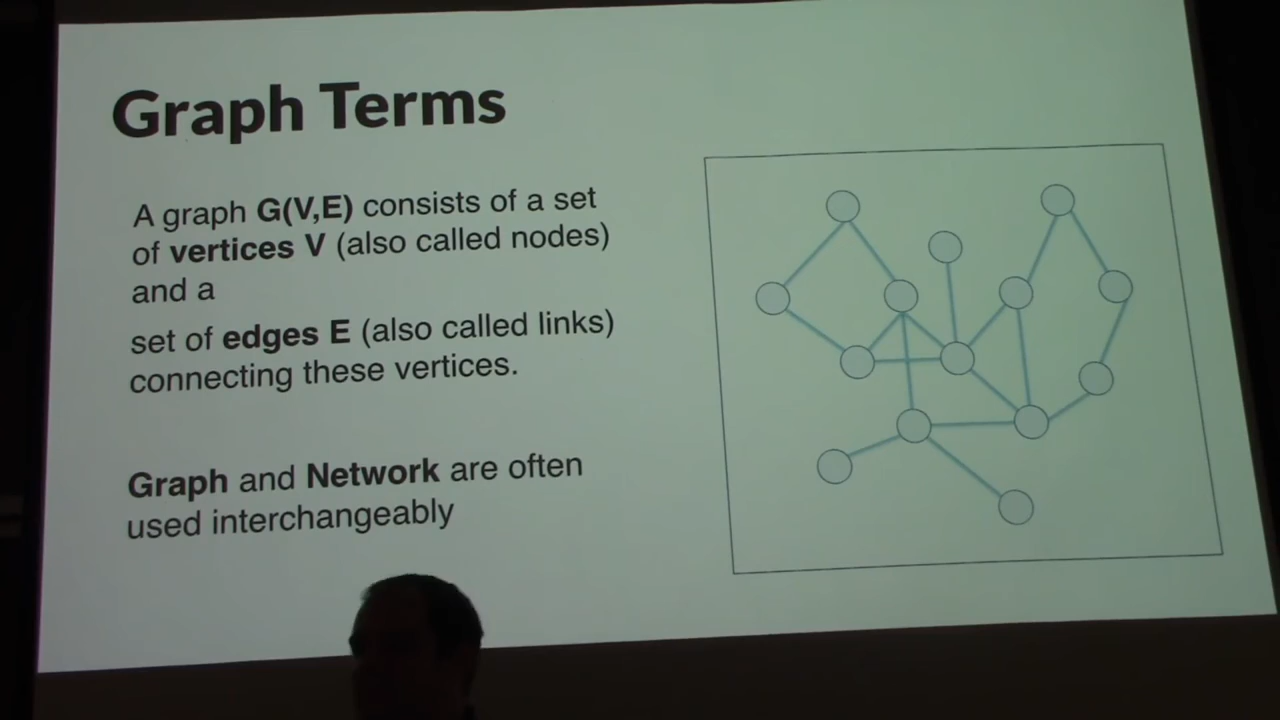 Graph Terms
A graph G(V,E) consists of a set
of vertices V (also called nodes)
and a
set of edges E (also called links)
connecting these vertices.
Graph and Network are often
used interchangeably